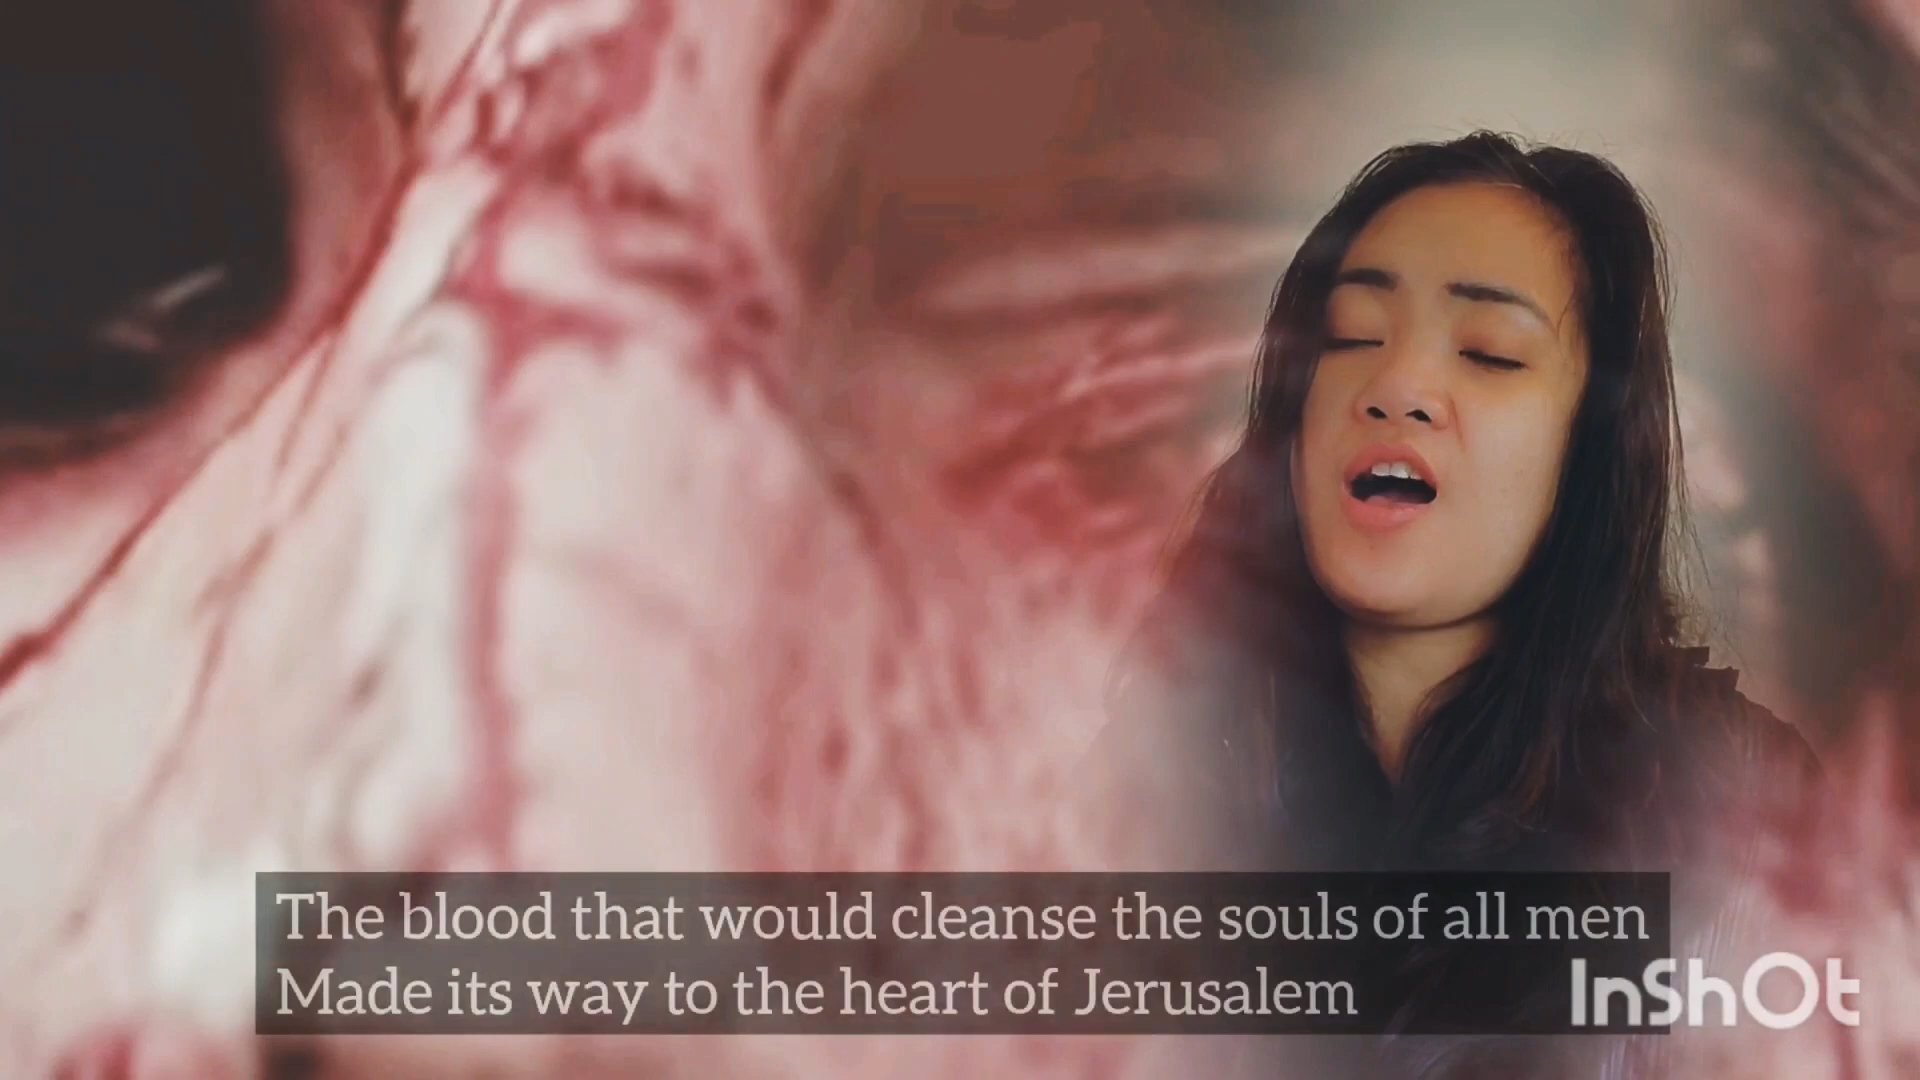 The blood that would cleanse the souls of all men
Made its way to the heart of Jerusalem
InShOt